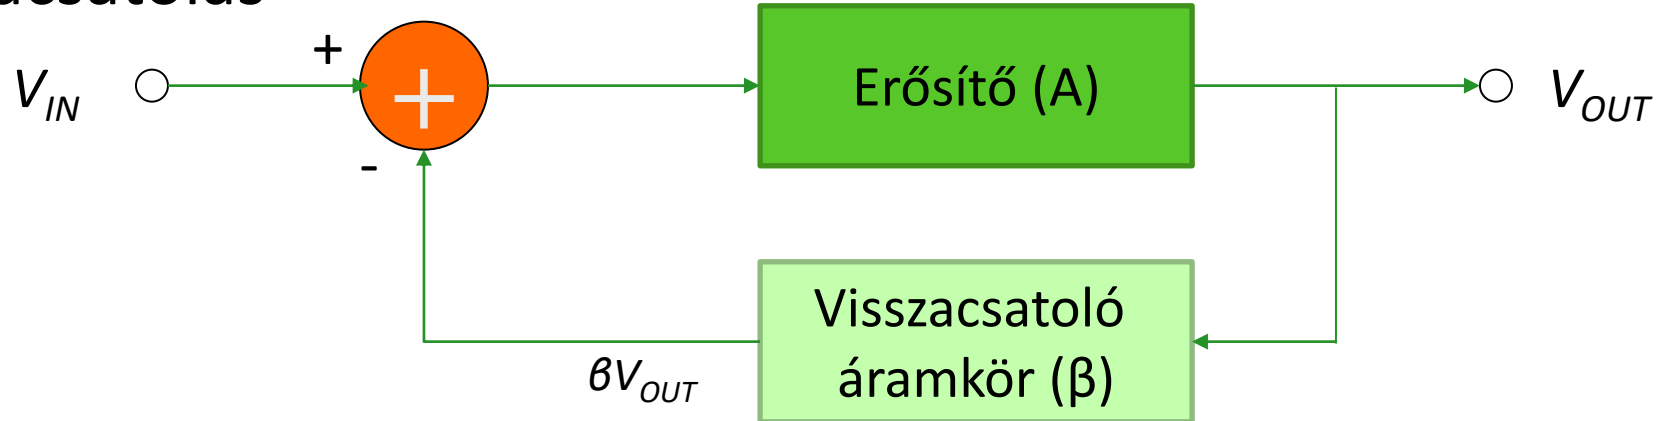 +
V_IN
+
Erősítő (A)
V_OUT
-
Visszacsatoló
áramkör (β)
βV_OUT